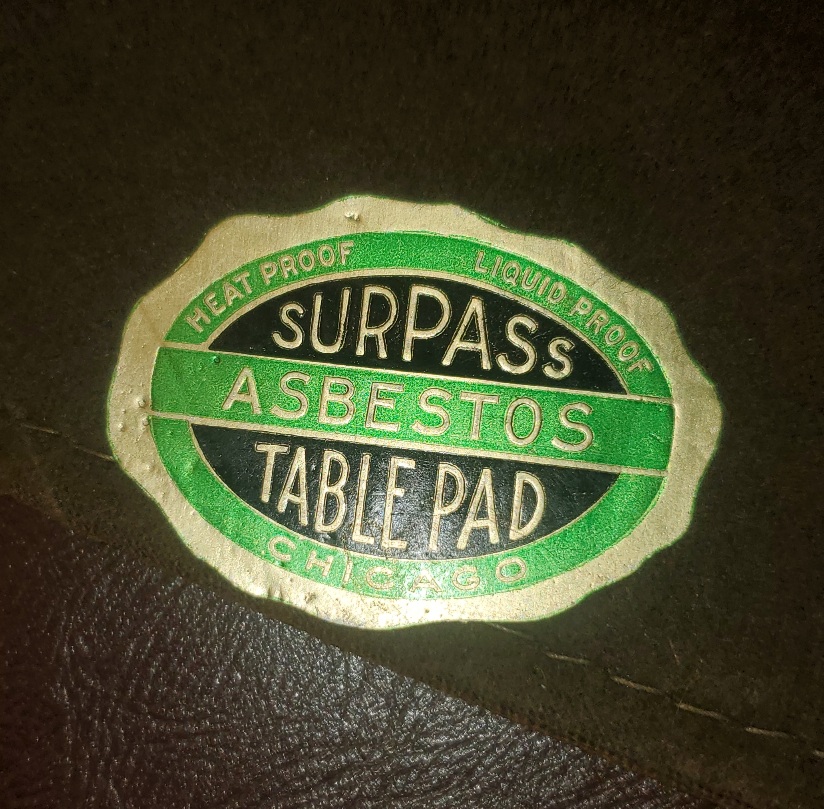 HEAT PROOF LIQUID PROOF
SURPASS
ASBESTOS
TABLE PAD
CHICAGO